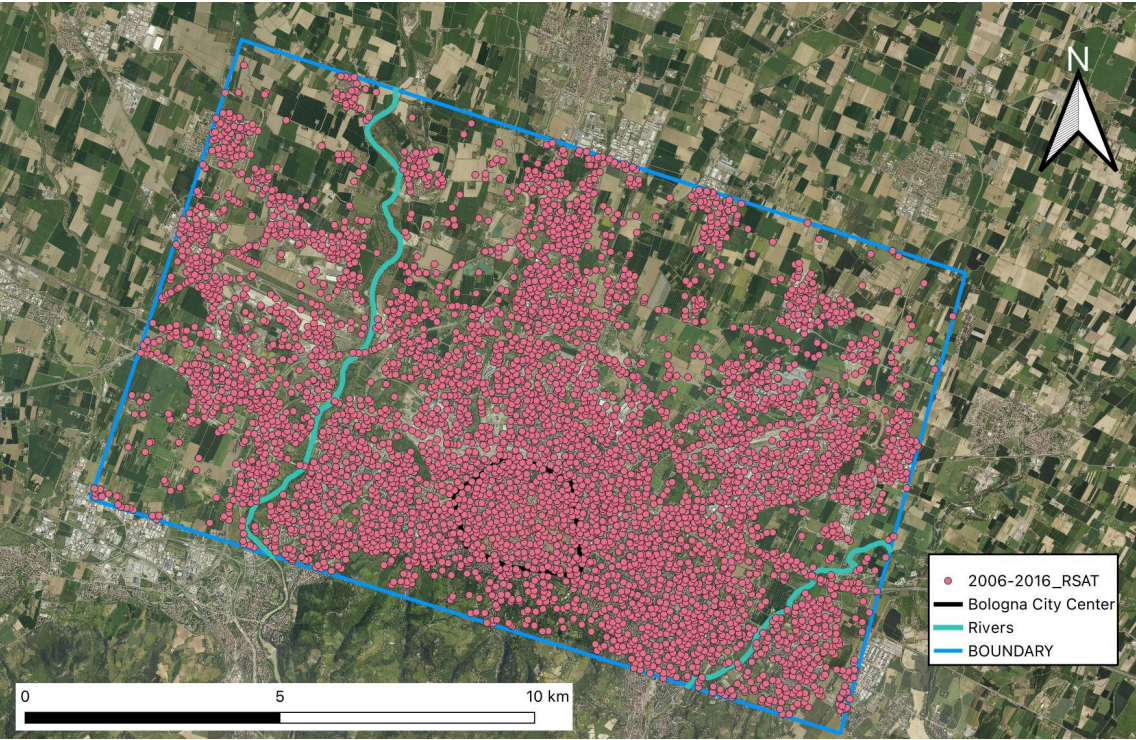 N
2006-2016_RSAT
Bologna City Center
Rivers
BOUNDARY
0 5 10 km